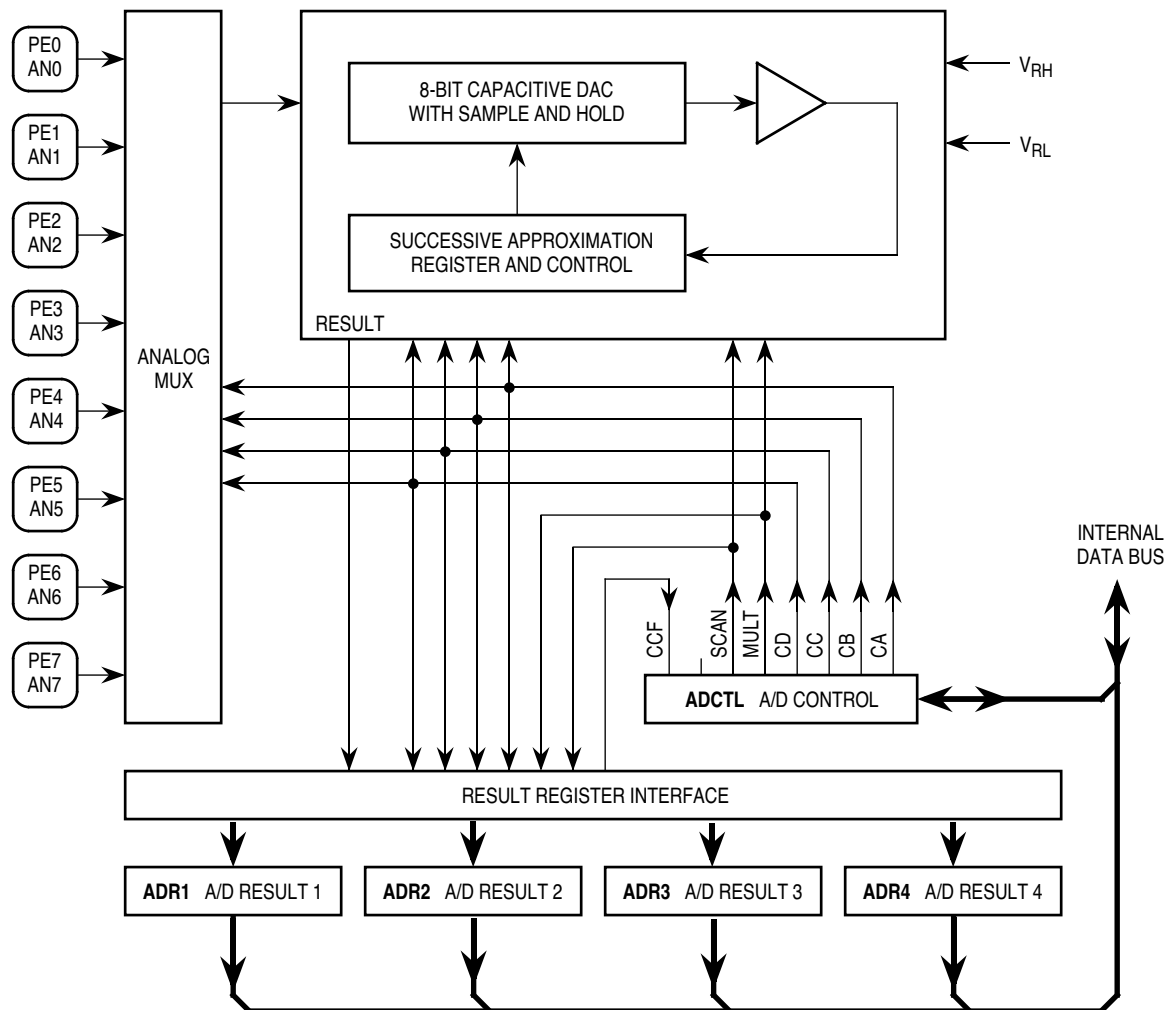 PE0
AN0
PE1
AN1
PE2
AN2
PE3
AN3
PE4
AN4
PE5
AN5
PE6
AN6
PE7
AN7
ANALOG
MUX
8-BIT CAPACITIVE DAC
WITH SAMPLE AND HOLD
SUCCESSIVE APPROXIMATION
REGISTER AND CONTROL
RESULT
VRH
VRL
INTERNAL
DATA BUS
CCF
SCAN
MULT
CD
CC
CB
CA
ADCTL A/D CONTROL
RESULT REGISTER INTERFACE
ADR1 A/D RESULT 1
ADR2 A/D RESULT 2
ADR3 A/D RESULT 3
ADR4 A/D RESULT 4